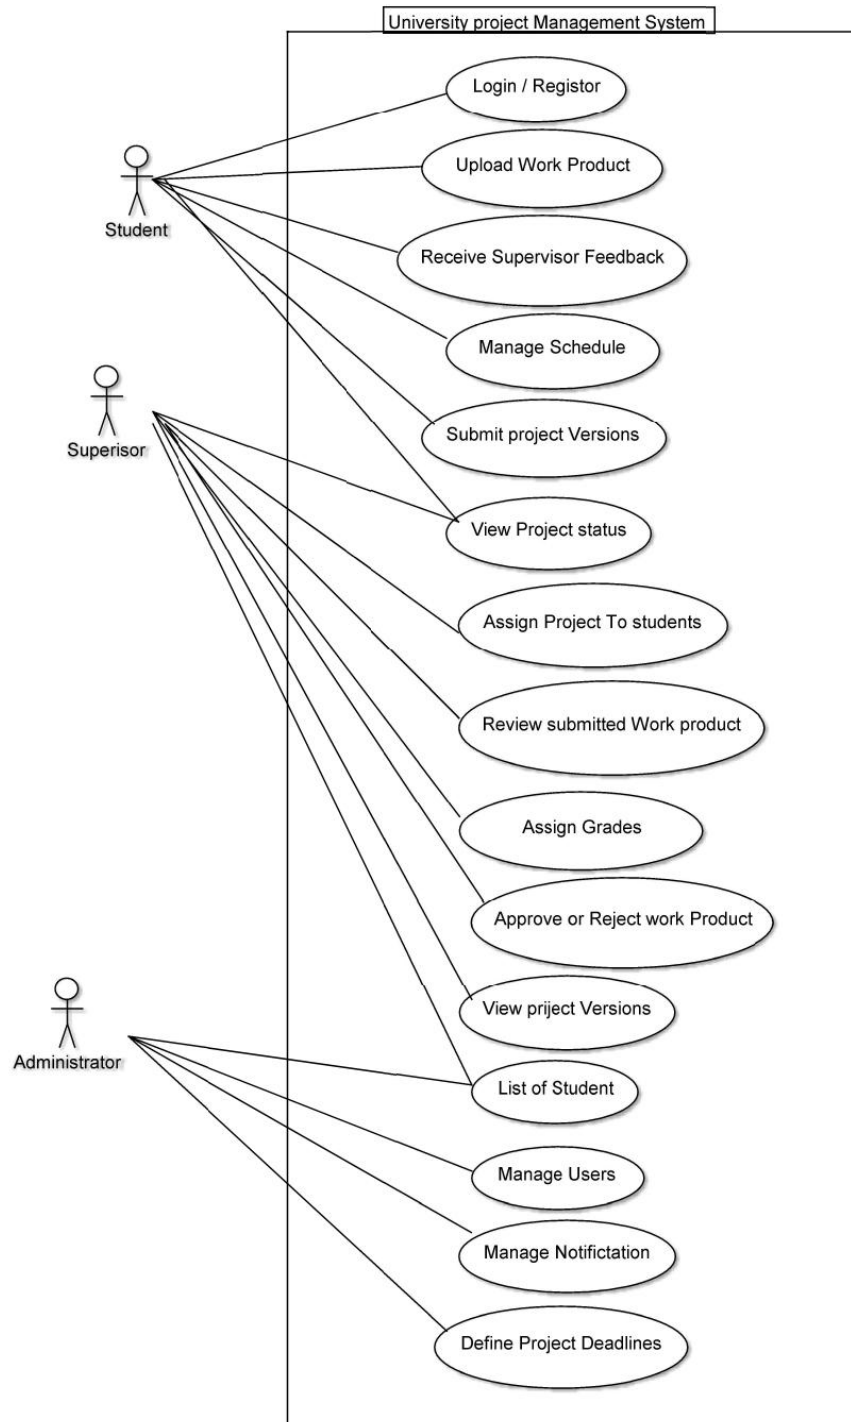 University project Management System
Login / Registor
Upload Work Product
Student
Receive Supervisor Feedback
Manage Schedule
Submit project Versions
Superisor
View Project status
Assign Project To students
Review submitted Work product
Assign Grades
Approve or Reject work Product
View priject Versions
Administrator
List of Student
Manage Users
Manage Notifictation
Define Project Deadlines